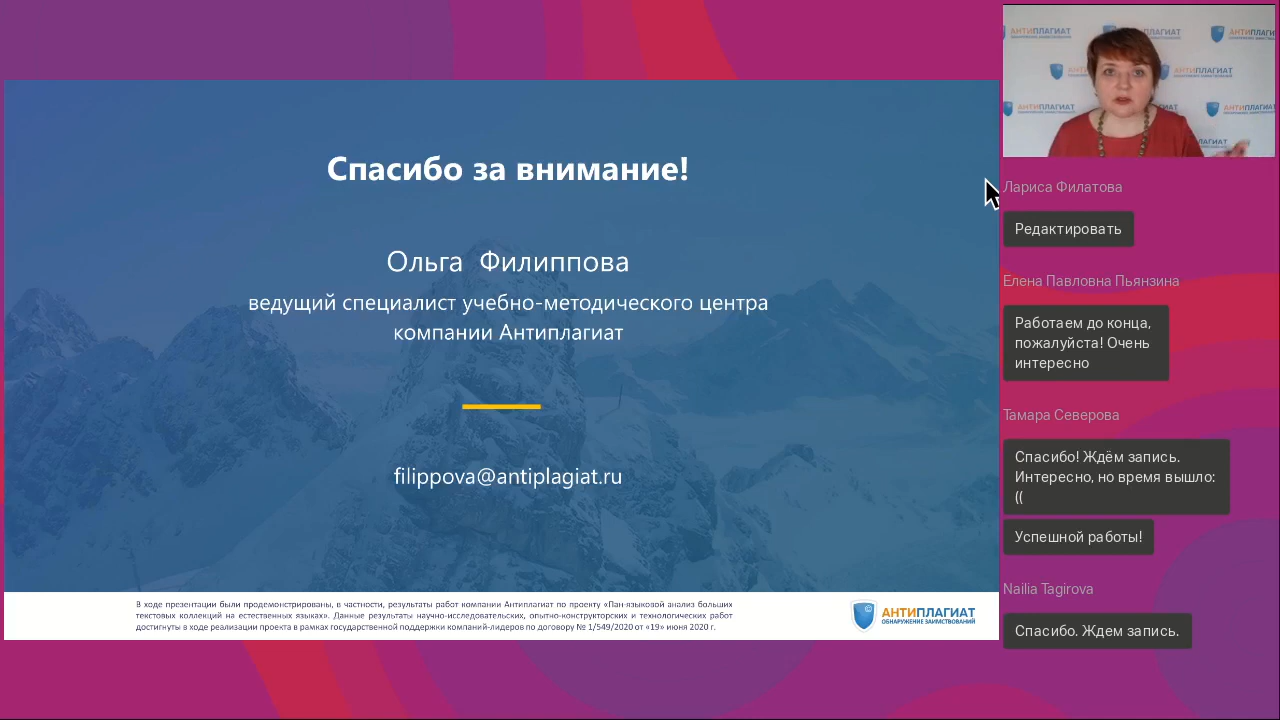 Спасибо за внимание!
Ольга Филиппова
ведущий специалист учебно-методического центра
компании Антиплагиат
filippova@antiplagiat.ru
В ходе презентации были продемонстрированы, в частности, результаты работ компании Антиплагиат по проекту «Пан-языковой анализ больших
текстовых коллекций на естественных языках». Данные результаты научно-исследовательских, опытно-конструкторских и технологических работ
достигнуты в ходе реализации проекта в рамках государственной поддержки компаний-лидеров по договору № 1/549/2020 от «19» июня 2020 г.
АНТИПЛАГИАТ
ОБНАРУЖЕНИЕ ЗАИМСТВОВАНИЙ
АНТИПЛАГИАТ
Лариса Филатова
Редактировать
Елена Павловна Пьянзина
Работаем до конца,
пожалуйста! Очень
интересно
Тамара Северова
Спасибо! Ждём запись.
Интересно, но время вышло:
((
Успешной работы!
Nailia Tagirova
Спасибо. Ждем запись.